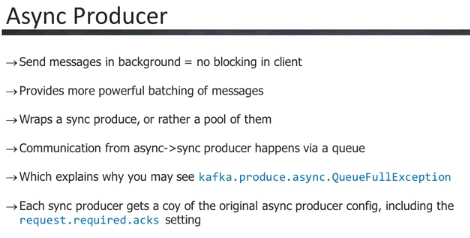 Async Producer
→ Send messages in background = no blocking in client
→ Provides more powerful batching of messages
→ Wraps a sync produce, or rather a pool of them
→ Communication from async->sync producer happens via a queue
→ Which explains why you may see kafka.produce.async.QueueFullException
→ Each sync producer gets a coy of the original async producer config, including the
request.required.acks setting